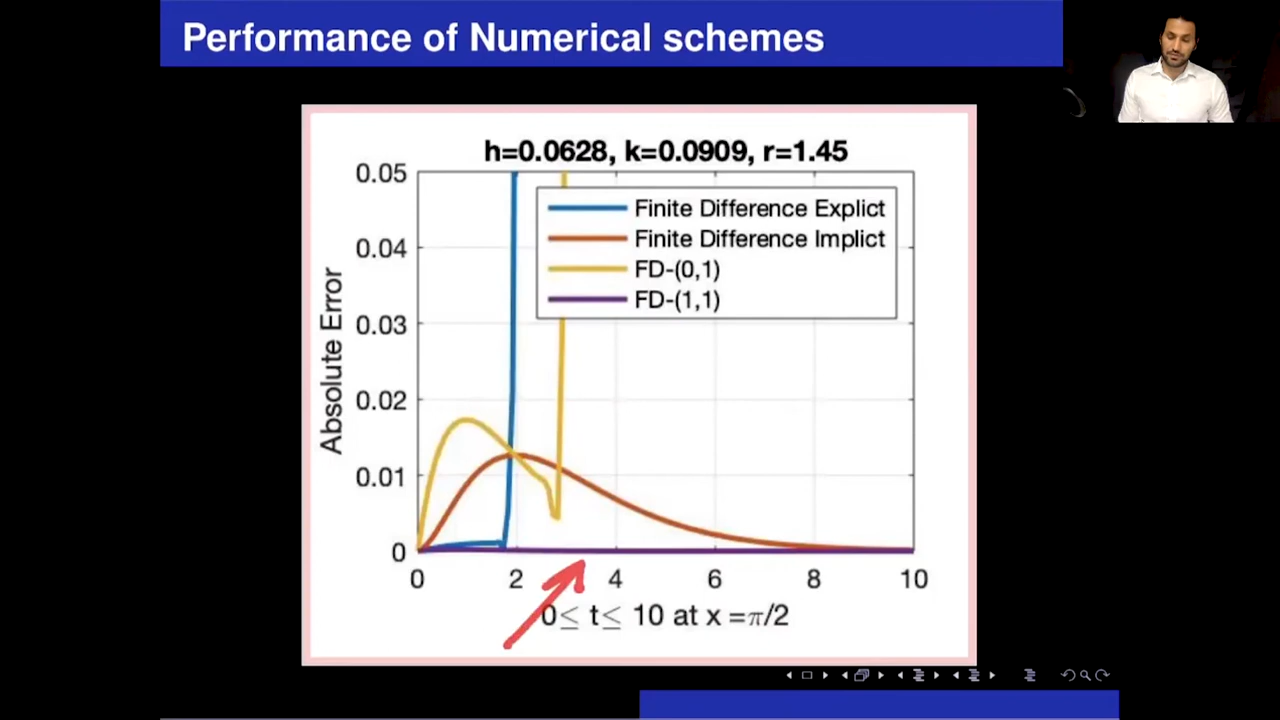 Performance of Numerical schemes
h=0.0628, k=0.0909, r=1.45
0.05
0.04
0.03
0.02
0.01
0
Absolute Error
Finite Difference Explict
Finite Difference Implict
FD-(0,1)
FD-(1,1)
0 2 4 6 8 10
0≤ t≤ 10 at x =π/2